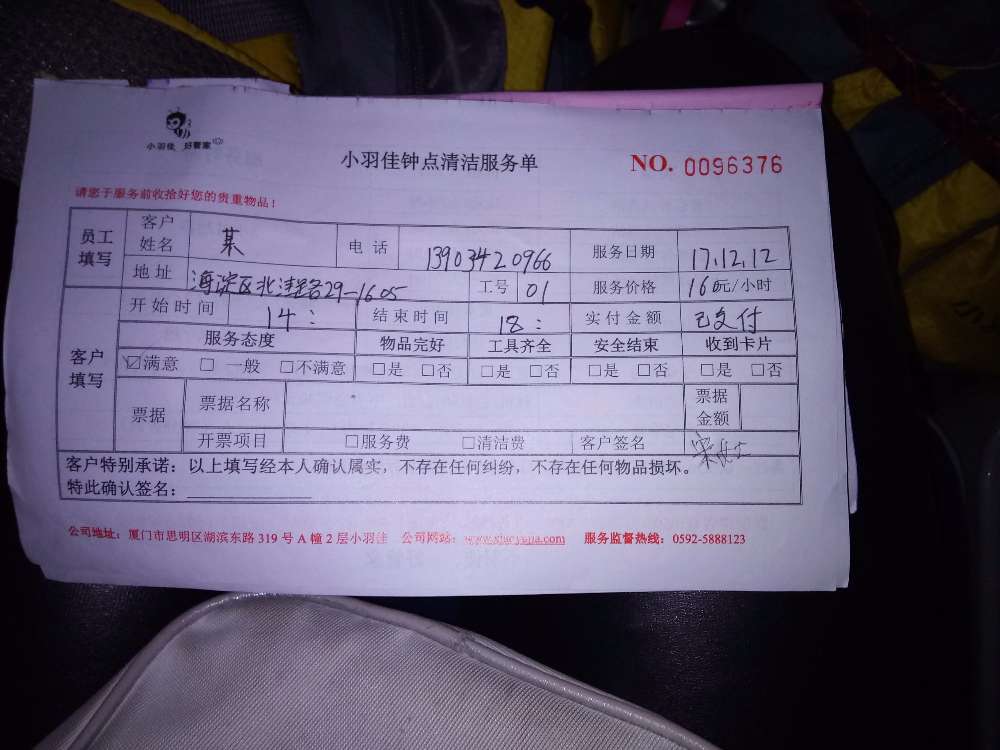 小羽佳 好管家
小羽佳钟点清洁服务单 NO. 0096376
请您于服务前收拾好您的贵重物品！
员工填写 客户姓名 某 电话 13903420966 服务日期 17.12.12
地址 海淀区北洼路29-1605 工号 01 服务价格 160元/小时
客户填写 开始时间 14： 结束时间 18： 实付金额 已支付
服务态度 物品完好 工具齐全 安全结束 收到卡片
☑满意 □一般 □不满意 □是 □否 □是 □否 □是 □否 □是 □否
票据 票据名称 票据金额
开票项目 □服务费 □清洁费 客户签名
客户特别承诺：以上填写经本人确认属实，不存在任何纠纷，不存在任何物品损坏。
特此确认签名：
公司地址：厦门市思明区湖滨东路319号A幢2层小羽佳 公司网站：www.xiaoyujia.com 服务监督热线：0592-5888123